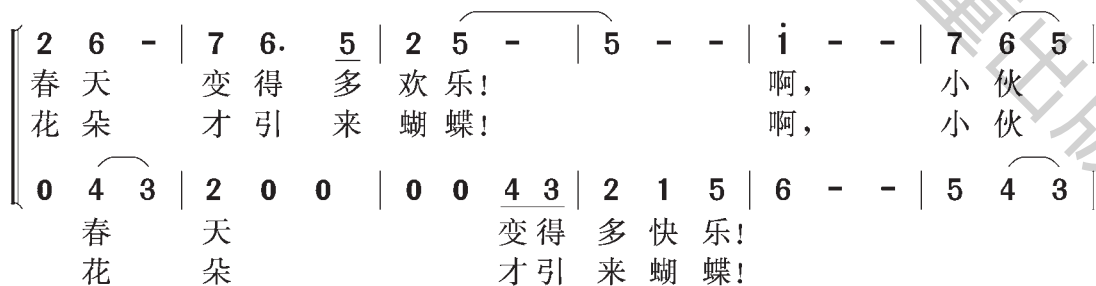 2 6 - | 7 6. 5 | 2 5 - | 5 - - | i - - | 7 6 5
春 天 变 得 多 欢 乐! 啊, 小 伙
花 朵 才 引 来 蝴 蝶! 啊, 小 伙
0 4 3 | 2 0 0 | 0 0 4 3 | 2 1 5 | 6 - - | 5 4 3
春 天 变 得 多 快 乐!
花 朵 才 引 来 蝴 蝶!